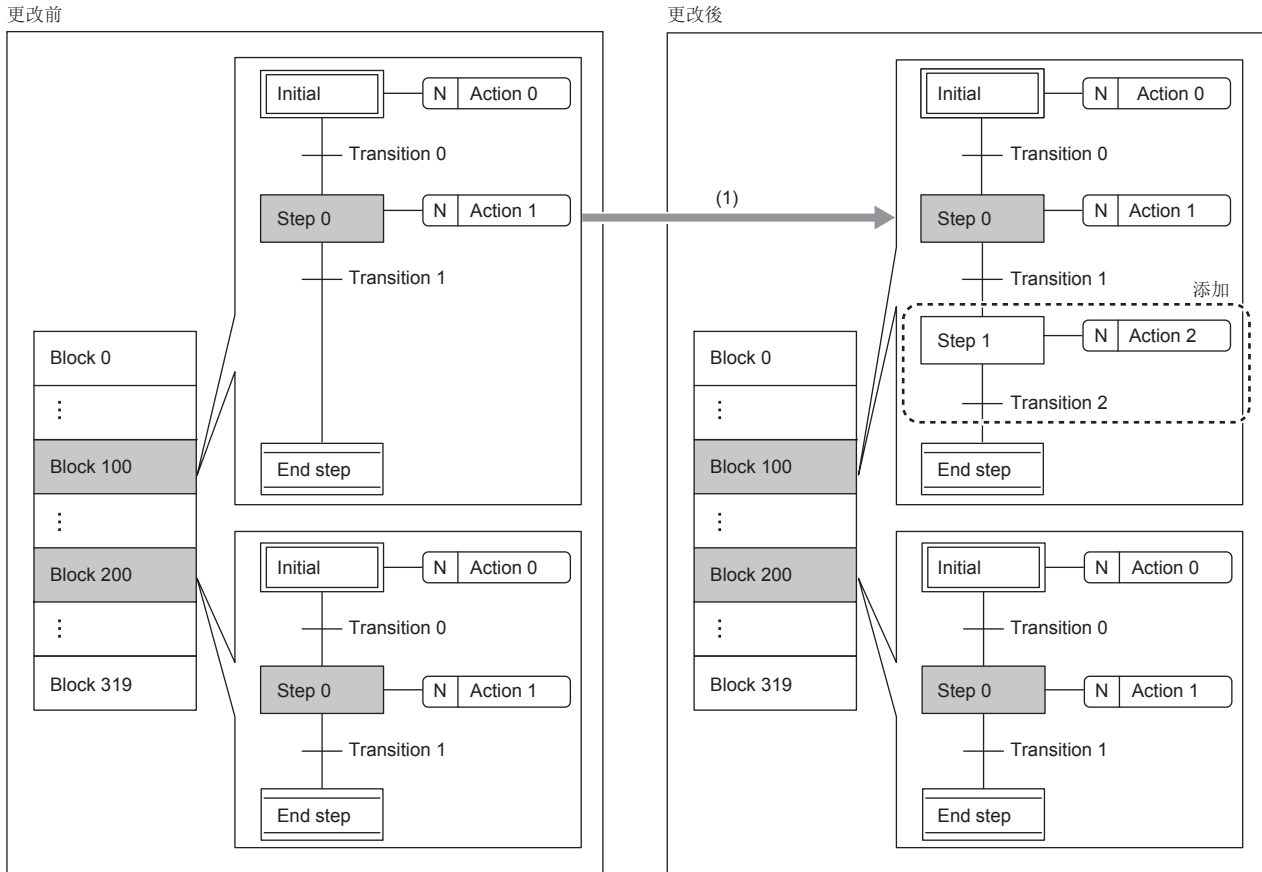 更改前
Initial
N Action 0
Transition 0
Step 0
N Action 1
Transition 1
End step
Block 0
⋮
Block 100
⋮
Block 200
⋮
Block 319
Initial
N Action 0
Transition 0
Step 0
N Action 1
Transition 1
End step
(1)
更改後
Initial
N Action 0
Transition 0
Step 0
N Action 1
Transition 1
添加
Step 1
N Action 2
Transition 2
End step
Block 0
⋮
Block 100
⋮
Block 200
⋮
Block 319
Initial
N Action 0
Transition 0
Step 0
N Action 1
Transition 1
End step